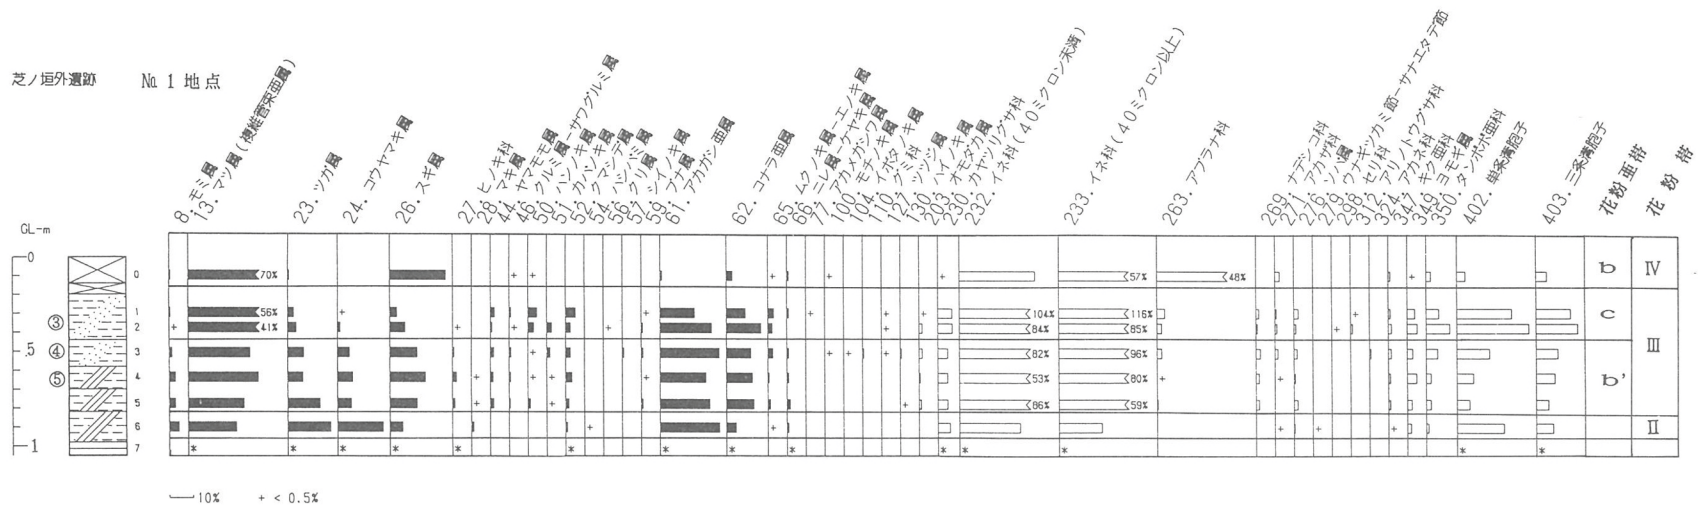 芝ノ垣外遺跡 № 1 地点
8. モミ属
13. マツ属(複維管束亜属)
23. ツガ属
24. コウヤマキ属
26. スギ属
27. ヒノキ科
28. マキ属
44. ヤマモモ属
46. クルミ属ーサワグルミ属
50. ハンノキ属
51. カバノキ属
52. クマシデ属
54. ハシバミ属
56. クリ属
57. シイノキ属
59. ブナ属
61. アカガシ亜属
62. コナラ亜属
65. ムクノキ属ーエノキ属
66. ニレ属ーケヤキ属
77. アカメガシワ属
100. モチノキ属
104. イボタノキ属
110. グミ科
127. ツツジ科
130. ハイノキ属
203. オモダカ属
230. カヤツリグサ科
232. イネ科(40ミクロン未満)
233. イネ科(40ミクロン以上)
263. アブラナ科
269. ナデシコ科
271. アカザ科
276. ソバ属
279. ウナギツカミ節ーサナエタデ節
298. セリ科
312. アリノトウグサ科
324. アカネ科
347. キク亜科
349. ヨモギ属
350. タンポポ亜科
402. 単条溝胞子
403. 三条溝胞子
花粉亜帯
花粉帯
GL-m
0
0 + + 70% + + + 57% 48% + b Ⅳ
③ 1 56% + + + + 104% 116% + c
2 + 41% + + + + 84% 85% +
.5 ④ 3 + + + + 82% 96% Ⅲ
⑤ 4 + + + + 53% 80% + + b'
5 + + + 86% 59%
6 + + + + + Ⅱ
1 7 * * * * * * * * * * * * * *
10% + < 0.5%